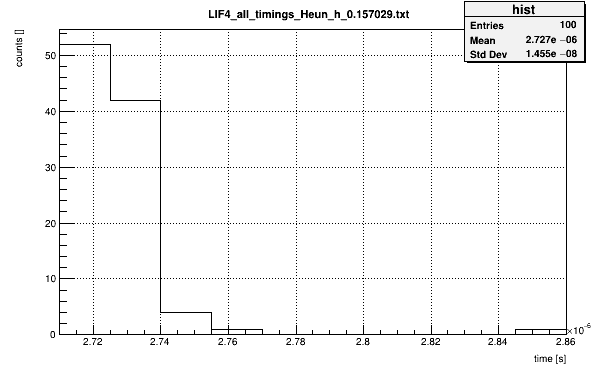 LIF4_all_timings_Heun_h_0.157029.txt
hist
Entries 100
Mean 2.727e −06
Std Dev 1.455e −08
counts []
50
40
30
20
10
0
2.72 2.74 2.76 2.78 2.8 2.82 2.84 2.86
×10⁻⁶
time [s]